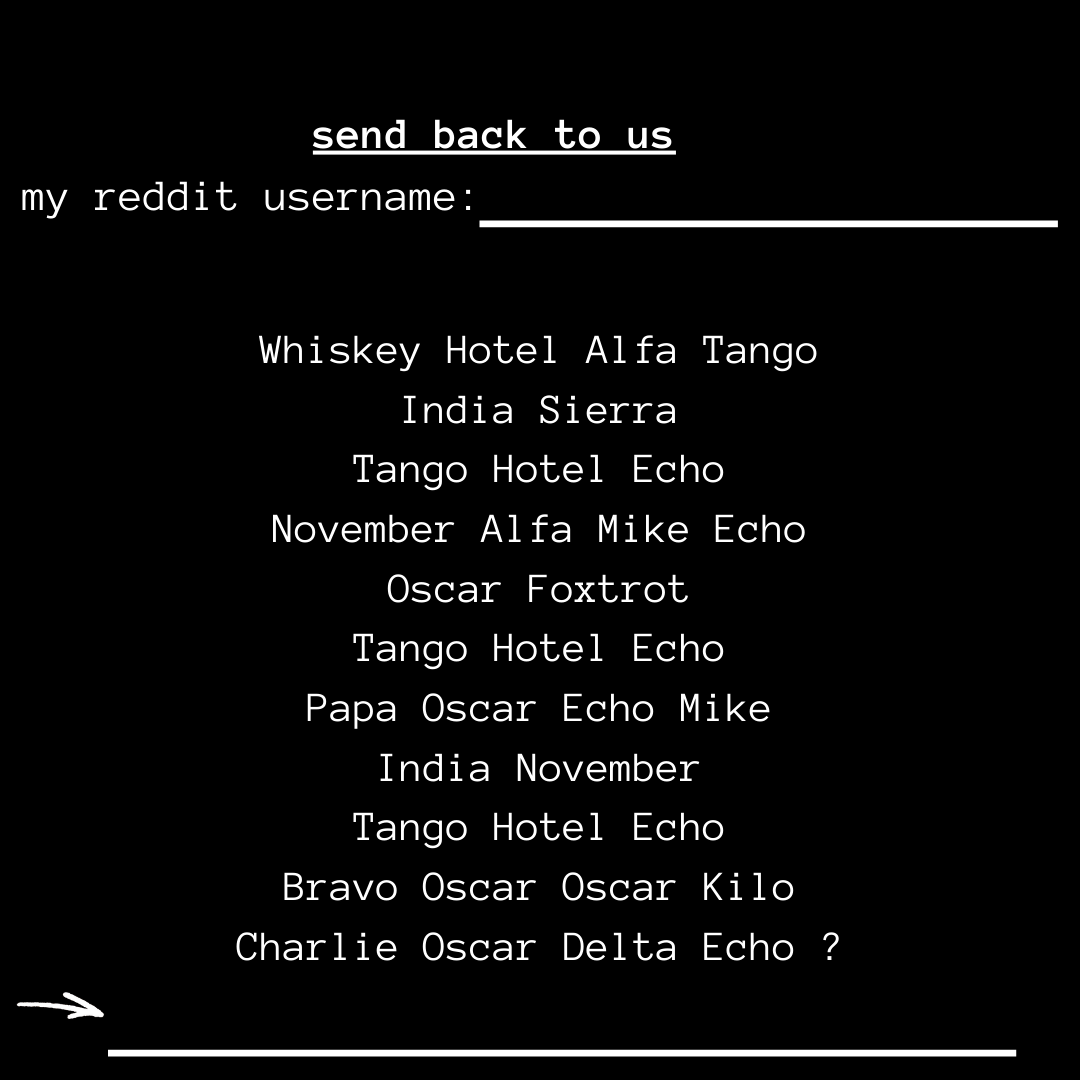 send back to us
my reddit username:
Whiskey Hotel Alfa Tango
India Sierra
Tango Hotel Echo
November Alfa Mike Echo
Oscar Foxtrot
Tango Hotel Echo
Papa Oscar Echo Mike
India November
Tango Hotel Echo
Bravo Oscar Oscar Kilo
Charlie Oscar Delta Echo ?